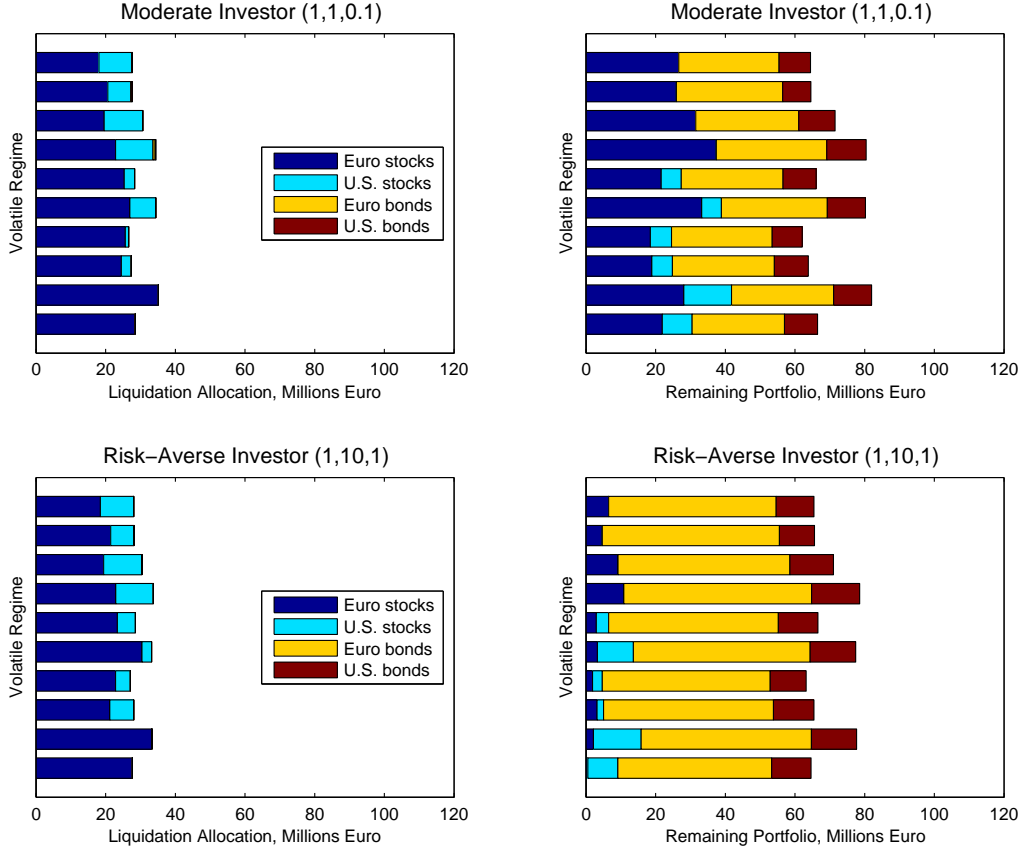 Moderate Investor (1,1,0.1)
Volatile Regime
Euro stocks
U.S. stocks
Euro bonds
U.S. bonds
0 20 40 60 80 100 120
Liquidation Allocation, Millions Euro
Moderate Investor (1,1,0.1)
Volatile Regime
0 20 40 60 80 100 120
Remaining Portfolio, Millions Euro
Risk−Averse Investor (1,10,1)
Volatile Regime
Euro stocks
U.S. stocks
Euro bonds
U.S. bonds
0 20 40 60 80 100 120
Liquidation Allocation, Millions Euro
Risk−Averse Investor (1,10,1)
Volatile Regime
0 20 40 60 80 100 120
Remaining Portfolio, Millions Euro